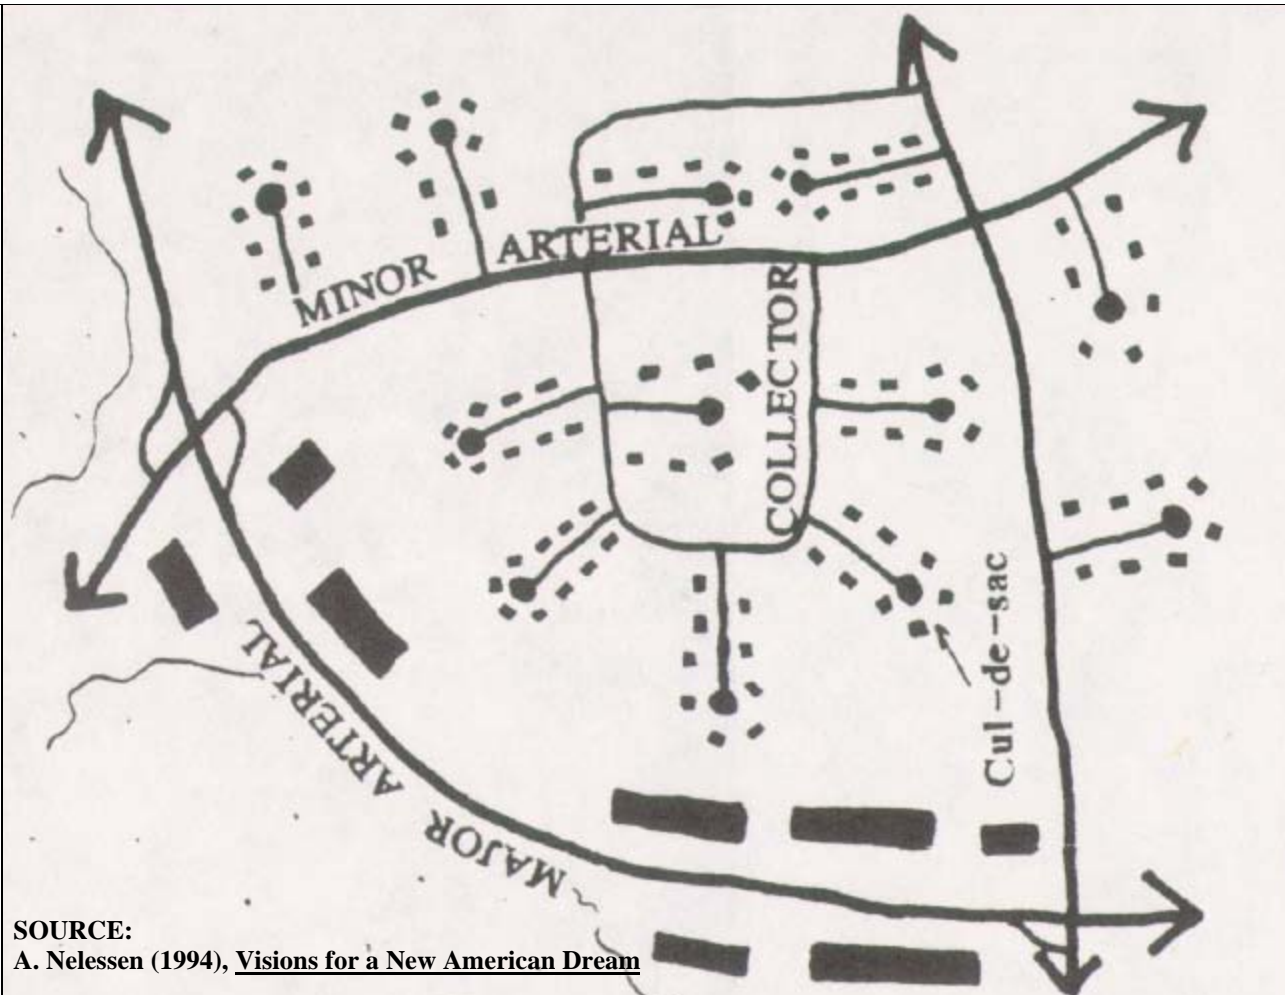 MINOR ARTERIAL
COLLECTOR
Cul-de-sac
MAJOR ARTERIAL
SOURCE:
A. Nelessen (1994), Visions for a New American Dream